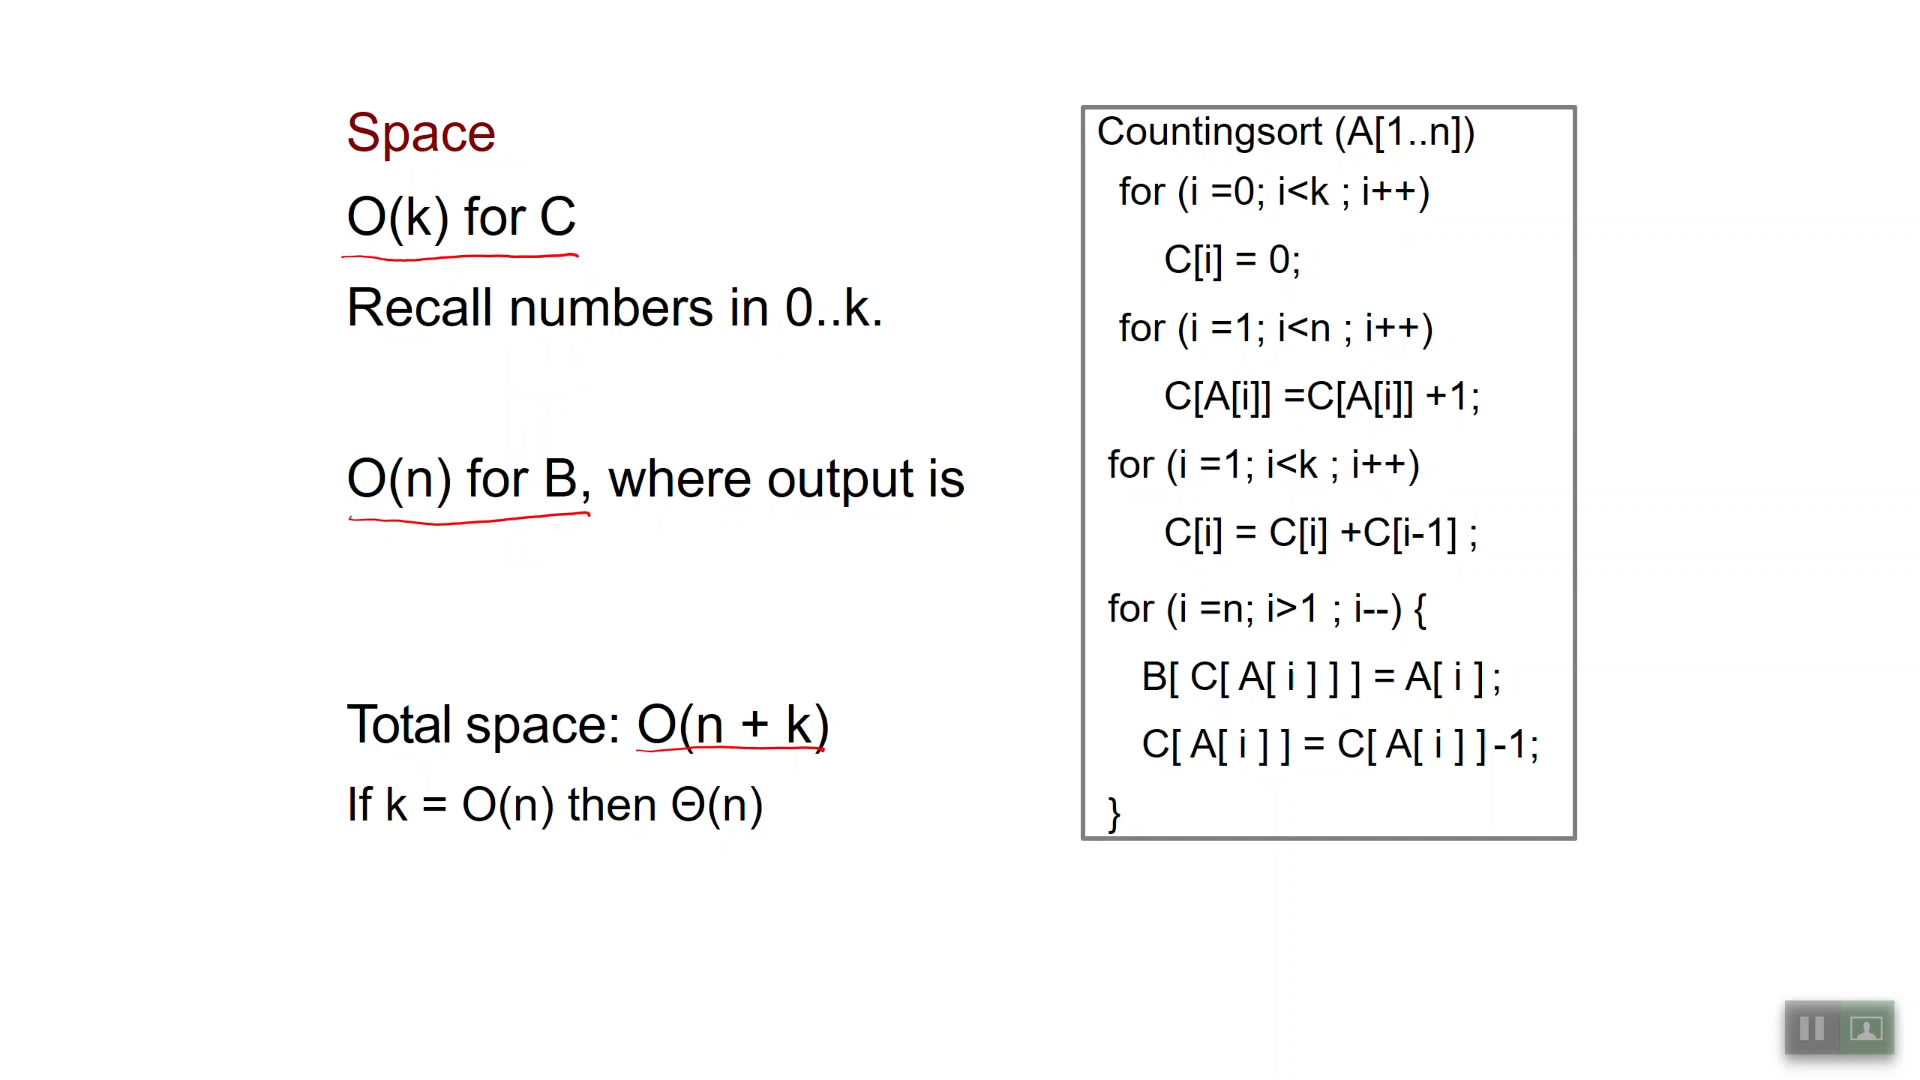 Space
O(k) for C
Recall numbers in 0..k.
O(n) for B, where output is
Total space: O(n + k)
If k = O(n) then Θ(n)
Countingsort (A[1..n])
for (i =0; i<k ; i++)
C[i] = 0;
for (i =1; i<n ; i++)
C[A[i]] =C[A[i]] +1;
for (i =1; i<k ; i++)
C[i] = C[i] +C[i-1] ;
for (i =n; i>1 ; i--) {
B[ C[ A[ i ] ] ] = A[ i ] ;
C[ A[ i ] ] = C[ A[ i ] ] -1;
}